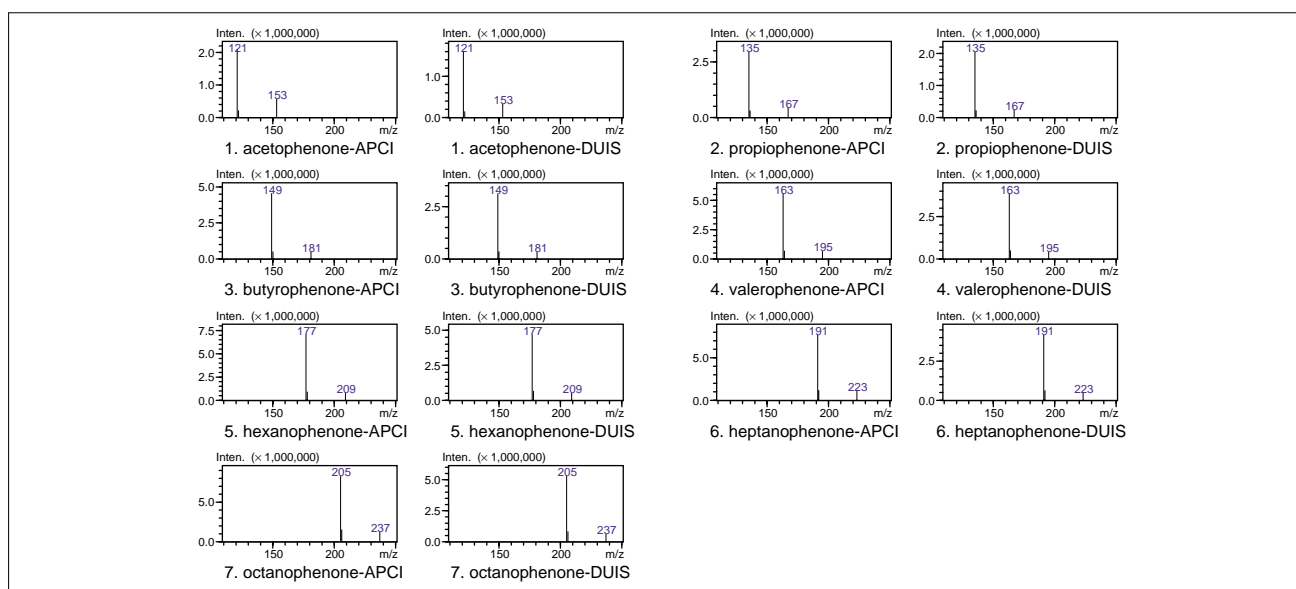 Inten. (× 1,000,000)
2.0
1.0
0.0
121
153
150 200 m/z
1. acetophenone-APCI
Inten. (× 1,000,000)
1.0
0.0
121
153
150 200 m/z
1. acetophenone-DUIS
Inten. (× 1,000,000)
2.5
0.0
135
167
150 200 m/z
2. propiophenone-APCI
Inten. (× 1,000,000)
2.0
1.0
0.0
135
167
150 200 m/z
2. propiophenone-DUIS
Inten. (× 1,000,000)
5.0
2.5
0.0
149
181
150 200 m/z
3. butyrophenone-APCI
Inten. (× 1,000,000)
2.5
0.0
149
181
150 200 m/z
3. butyrophenone-DUIS
Inten. (× 1,000,000)
5.0
2.5
0.0
163
195
150 200 m/z
4. valerophenone-APCI
Inten. (× 1,000,000)
2.5
0.0
163
195
150 200 m/z
4. valerophenone-DUIS
Inten. (× 1,000,000)
7.5
5.0
2.5
0.0
177
209
150 200 m/z
5. hexanophenone-APCI
Inten. (× 1,000,000)
5.0
2.5
0.0
177
209
150 200 m/z
5. hexanophenone-DUIS
Inten. (× 1,000,000)
5.0
0.0
191
223
150 200 m/z
6. heptanophenone-APCI
Inten. (× 1,000,000)
2.5
0.0
191
223
150 200 m/z
6. heptanophenone-DUIS
Inten. (× 1,000,000)
5.0
0.0
205
237
150 200 m/z
7. octanophenone-APCI
Inten. (× 1,000,000)
5.0
2.5
0.0
205
237
150 200 m/z
7. octanophenone-DUIS